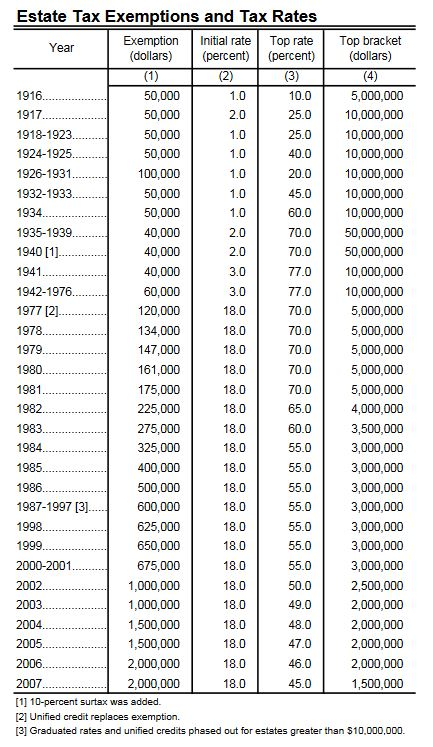 Estate Tax Exemptions and Tax Rates
Year Exemption (dollars) Initial rate (percent) Top rate (percent) Top bracket (dollars)
(1) (2) (3) (4)
1916.................. 50,000 1.0 10.0 5,000,000
1917.................. 50,000 2.0 25.0 10,000,000
1918-1923.......... 50,000 1.0 25.0 10,000,000
1924-1925.......... 50,000 1.0 40.0 10,000,000
1926-1931.......... 100,000 1.0 20.0 10,000,000
1932-1933.......... 50,000 1.0 45.0 10,000,000
1934.................. 50,000 1.0 60.0 10,000,000
1935-1939.......... 40,000 2.0 70.0 50,000,000
1940 [1].............. 40,000 2.0 70.0 50,000,000
1941.................. 40,000 3.0 77.0 10,000,000
1942-1976.......... 60,000 3.0 77.0 10,000,000
1977 [2].............. 120,000 18.0 70.0 5,000,000
1978.................. 134,000 18.0 70.0 5,000,000
1979.................. 147,000 18.0 70.0 5,000,000
1980.................. 161,000 18.0 70.0 5,000,000
1981.................. 175,000 18.0 70.0 5,000,000
1982.................. 225,000 18.0 65.0 4,000,000
1983.................. 275,000 18.0 60.0 3,500,000
1984.................. 325,000 18.0 55.0 3,000,000
1985.................. 400,000 18.0 55.0 3,000,000
1986.................. 500,000 18.0 55.0 3,000,000
1987-1997 [3]...... 600,000 18.0 55.0 3,000,000
1998.................. 625,000 18.0 55.0 3,000,000
1999.................. 650,000 18.0 55.0 3,000,000
2000-2001.......... 675,000 18.0 55.0 3,000,000
2002.................. 1,000,000 18.0 50.0 2,500,000
2003.................. 1,000,000 18.0 49.0 2,000,000
2004.................. 1,500,000 18.0 48.0 2,000,000
2005.................. 1,500,000 18.0 47.0 2,000,000
2006.................. 2,000,000 18.0 46.0 2,000,000
2007.................. 2,000,000 18.0 45.0 1,500,000
[1] 10-percent surtax was added.
[2] Unified credit replaces exemption.
[3] Graduated rates and unified credits phased out for estates greater than $10,000,000.